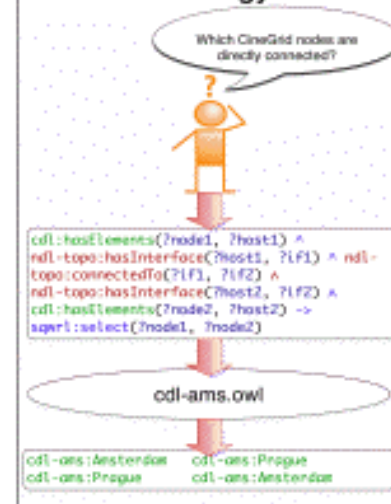 Which CineGrid nodes are
directly connected?
?
cdl:hasElements(?node1, ?host1) ^
ndl-topo:hasInterface(?host1, ?if1) ^ ndl-
topo:connectedTo(?if1, ?if2) ^
ndl-topo:hasInterface(?host2, ?if2) ^
cdl:hasElements(?node2, ?host2) ->
sqwrl:select(?node1, ?node2)
cdl-ams.owl
cdl-ams:Amsterdam cdl-ams:Prague
cdl-ams:Prague cdl-ams:Amsterdam